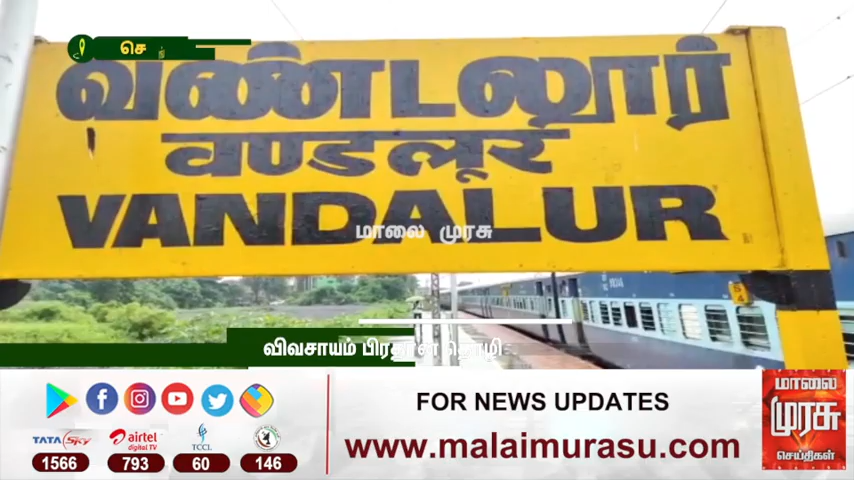 வண்டலூர்
वण्डलूर
VANDALUR
மாலை முரசு
விவசாயம்
FOR NEWS UPDATES
www.malaimurasu.com
TATA SKY
airtel
digital TV
TCCL
1566
793
60
146
மாலை
முரசு
செய்திகள்